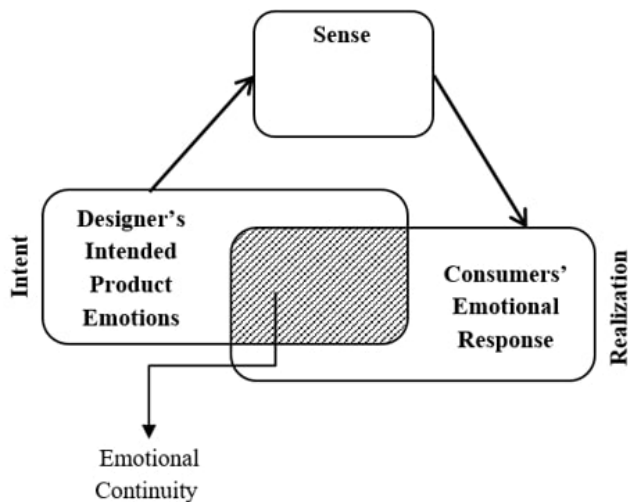 Sense
Intent
Designer’s
Intended
Product
Emotions
Consumers’
Emotional
Response
Realization
Emotional
Continuity